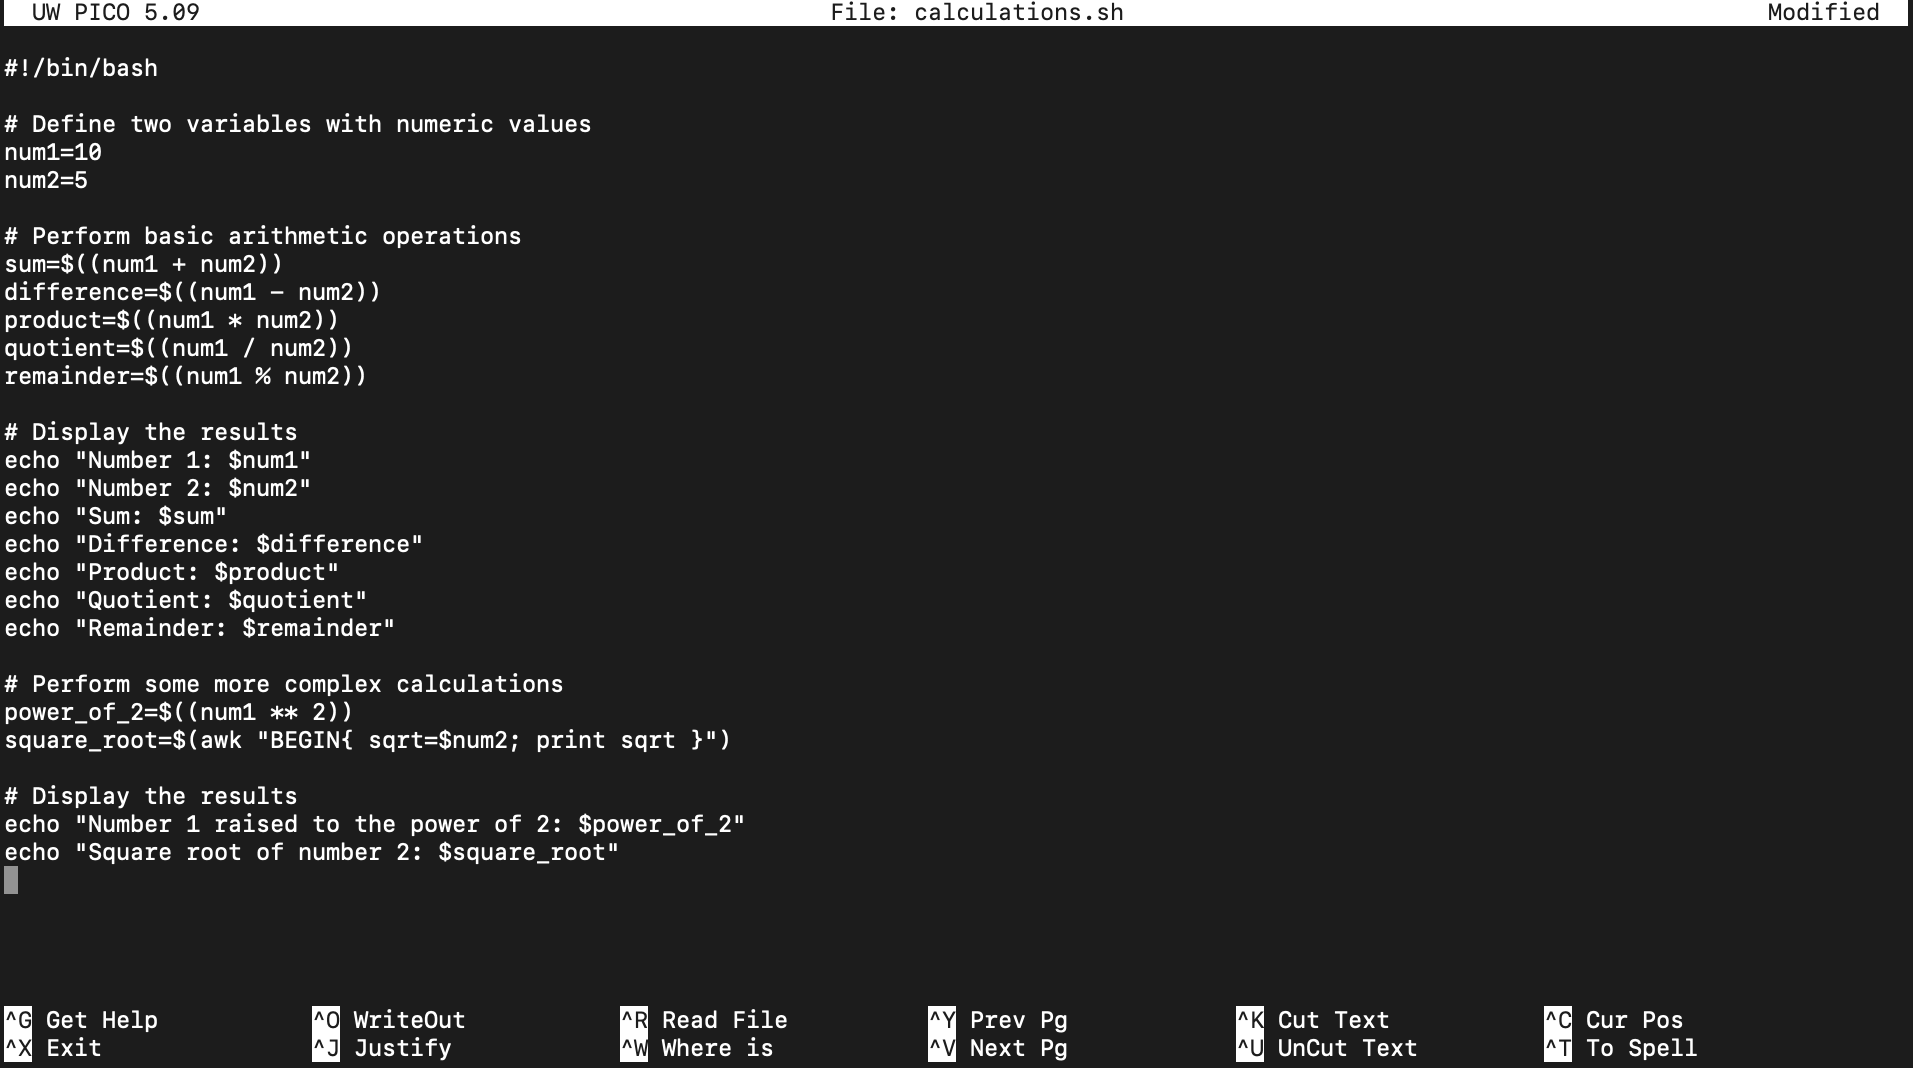 UW PICO 5.09 File: calculations.sh Modified
#!/bin/bash
# Define two variables with numeric values
num1=10
num2=5
# Perform basic arithmetic operations
sum=$((num1 + num2))
difference=$((num1 - num2))
product=$((num1 * num2))
quotient=$((num1 / num2))
remainder=$((num1 % num2))
# Display the results
echo "Number 1: $num1"
echo "Number 2: $num2"
echo "Sum: $sum"
echo "Difference: $difference"
echo "Product: $product"
echo "Quotient: $quotient"
echo "Remainder: $remainder"
# Perform some more complex calculations
power_of_2=$((num1 ** 2))
square_root=$(awk "BEGIN{ sqrt=$num2; print sqrt }")
# Display the results
echo "Number 1 raised to the power of 2: $power_of_2"
echo "Square root of number 2: $square_root"
^G Get Help ^O WriteOut ^R Read File ^Y Prev Pg ^K Cut Text ^C Cur Pos
^X Exit ^J Justify ^W Where is ^V Next Pg ^U UnCut Text ^T To Spell